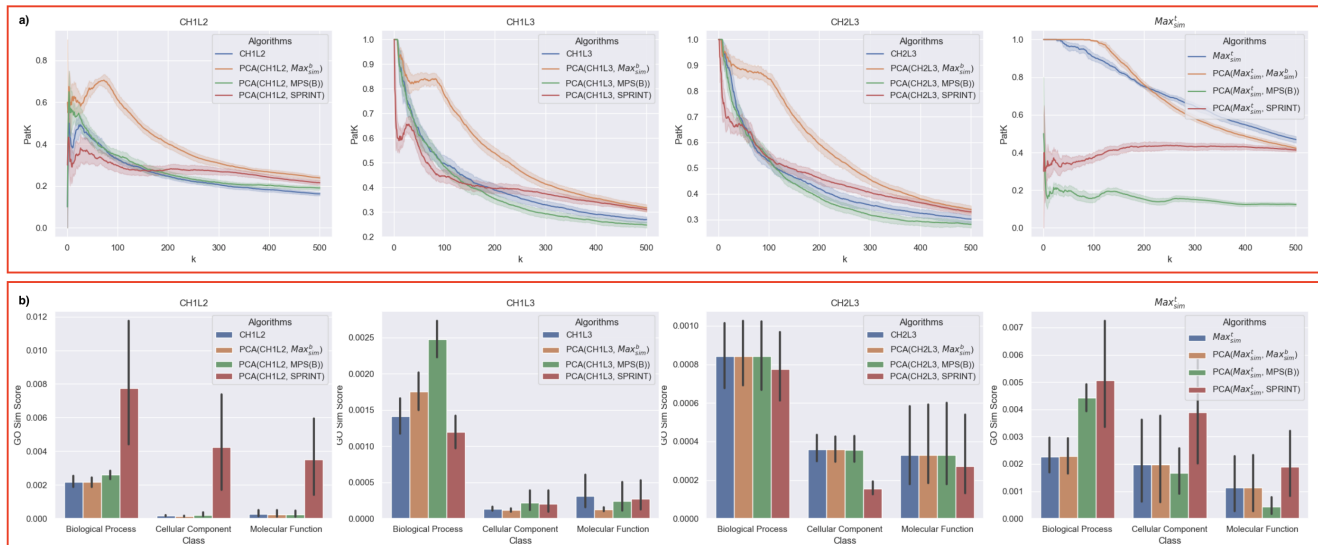 a)
CH1L2
Algorithms
CH1L2
PCA(CH1L2, Max^b_sim)
PCA(CH1L2, MPS(B))
PCA(CH1L2, SPRINT)
PatK
0.8
0.6
0.4
0.2
0.0
0 100 200 300 400 500
k
CH1L3
Algorithms
CH1L3
PCA(CH1L3, Max^b_sim)
PCA(CH1L3, MPS(B))
PCA(CH1L3, SPRINT)
PatK
1.0
0.9
0.8
0.7
0.6
0.5
0.4
0.3
0.2
0 100 200 300 400 500
k
CH2L3
Algorithms
CH2L3
PCA(CH2L3, Max^b_sim)
PCA(CH2L3, MPS(B))
PCA(CH2L3, SPRINT)
PatK
1.0
0.9
0.8
0.7
0.6
0.5
0.4
0.3
0 100 200 300 400 500
k
Max^t_sim
Algorithms
Max^t_sim
PCA(Max^t_sim, Max^b_sim)
PCA(Max^t_sim, MPS(B))
PCA(Max^t_sim, SPRINT)
PatK
1.0
0.8
0.6
0.4
0.2
0.0
0 100 200 300 400 500
k
b)
CH1L2
Algorithms
CH1L2
PCA(CH1L2, Max^b_sim)
PCA(CH1L2, MPS(B))
PCA(CH1L2, SPRINT)
GO Sim Score
0.012
0.010
0.008
0.006
0.004
0.002
0.000
Biological Process Cellular Component Molecular Function
Class
CH1L3
Algorithms
CH1L3
PCA(CH1L3, Max^b_sim)
PCA(CH1L3, MPS(B))
PCA(CH1L3, SPRINT)
GO Sim Score
0.0025
0.0020
0.0015
0.0010
0.0005
0.0000
Biological Process Cellular Component Molecular Function
Class
CH2L3
Algorithms
CH2L3
PCA(CH2L3, Max^b_sim)
PCA(CH2L3, MPS(B))
PCA(CH2L3, SPRINT)
GO Sim Score
0.0010
0.0008
0.0006
0.0004
0.0002
0.0000
Biological Process Cellular Component Molecular Function
Class
Max^t_sim
Algorithms
Max^t_sim
PCA(Max^t_sim, Max^b_sim)
PCA(Max^t_sim, MPS(B))
PCA(Max^t_sim, SPRINT)
GO Sim Score
0.007
0.006
0.005
0.004
0.003
0.002
0.001
0.000
Biological Process Cellular Component Molecular Function
Class